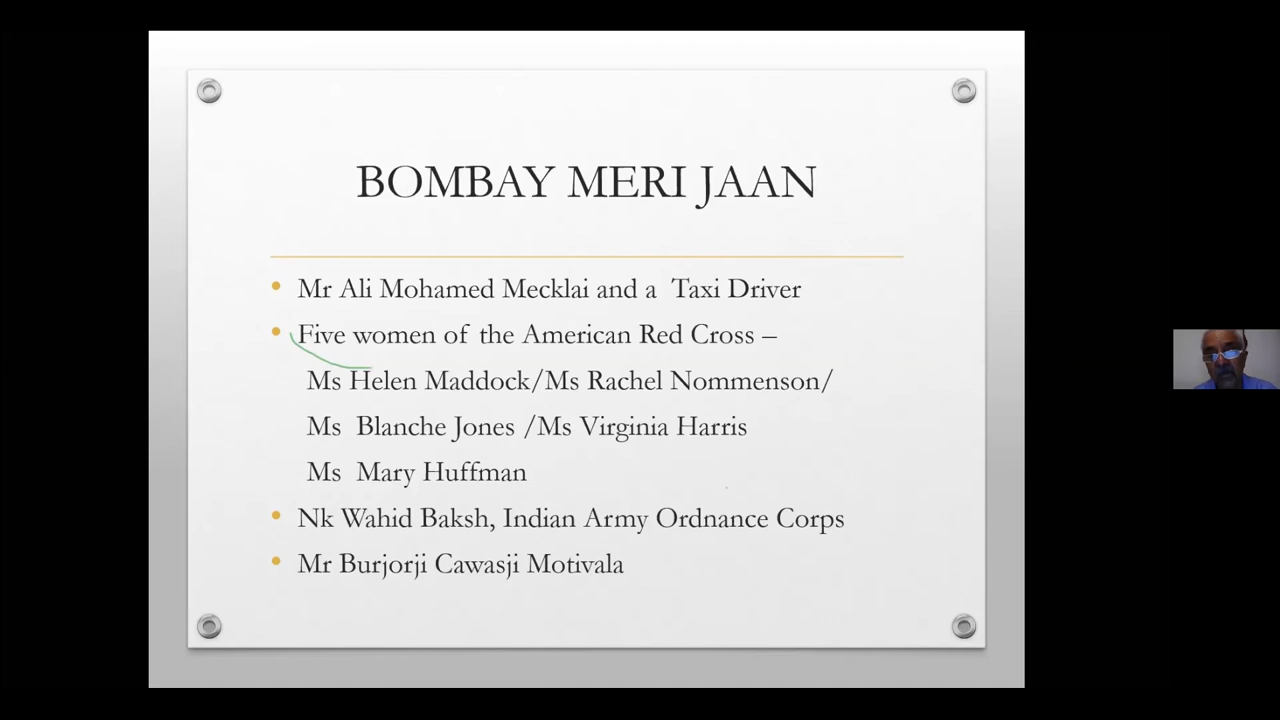 BOMBAY MERI JAAN
• Mr Ali Mohamed Mecklai and a Taxi Driver
• Five women of the American Red Cross –
Ms Helen Maddock/Ms Rachel Nommenson/
Ms Blanche Jones /Ms Virginia Harris
Ms Mary Huffman
• Nk Wahid Baksh, Indian Army Ordnance Corps
• Mr Burjorji Cawasji Motivala